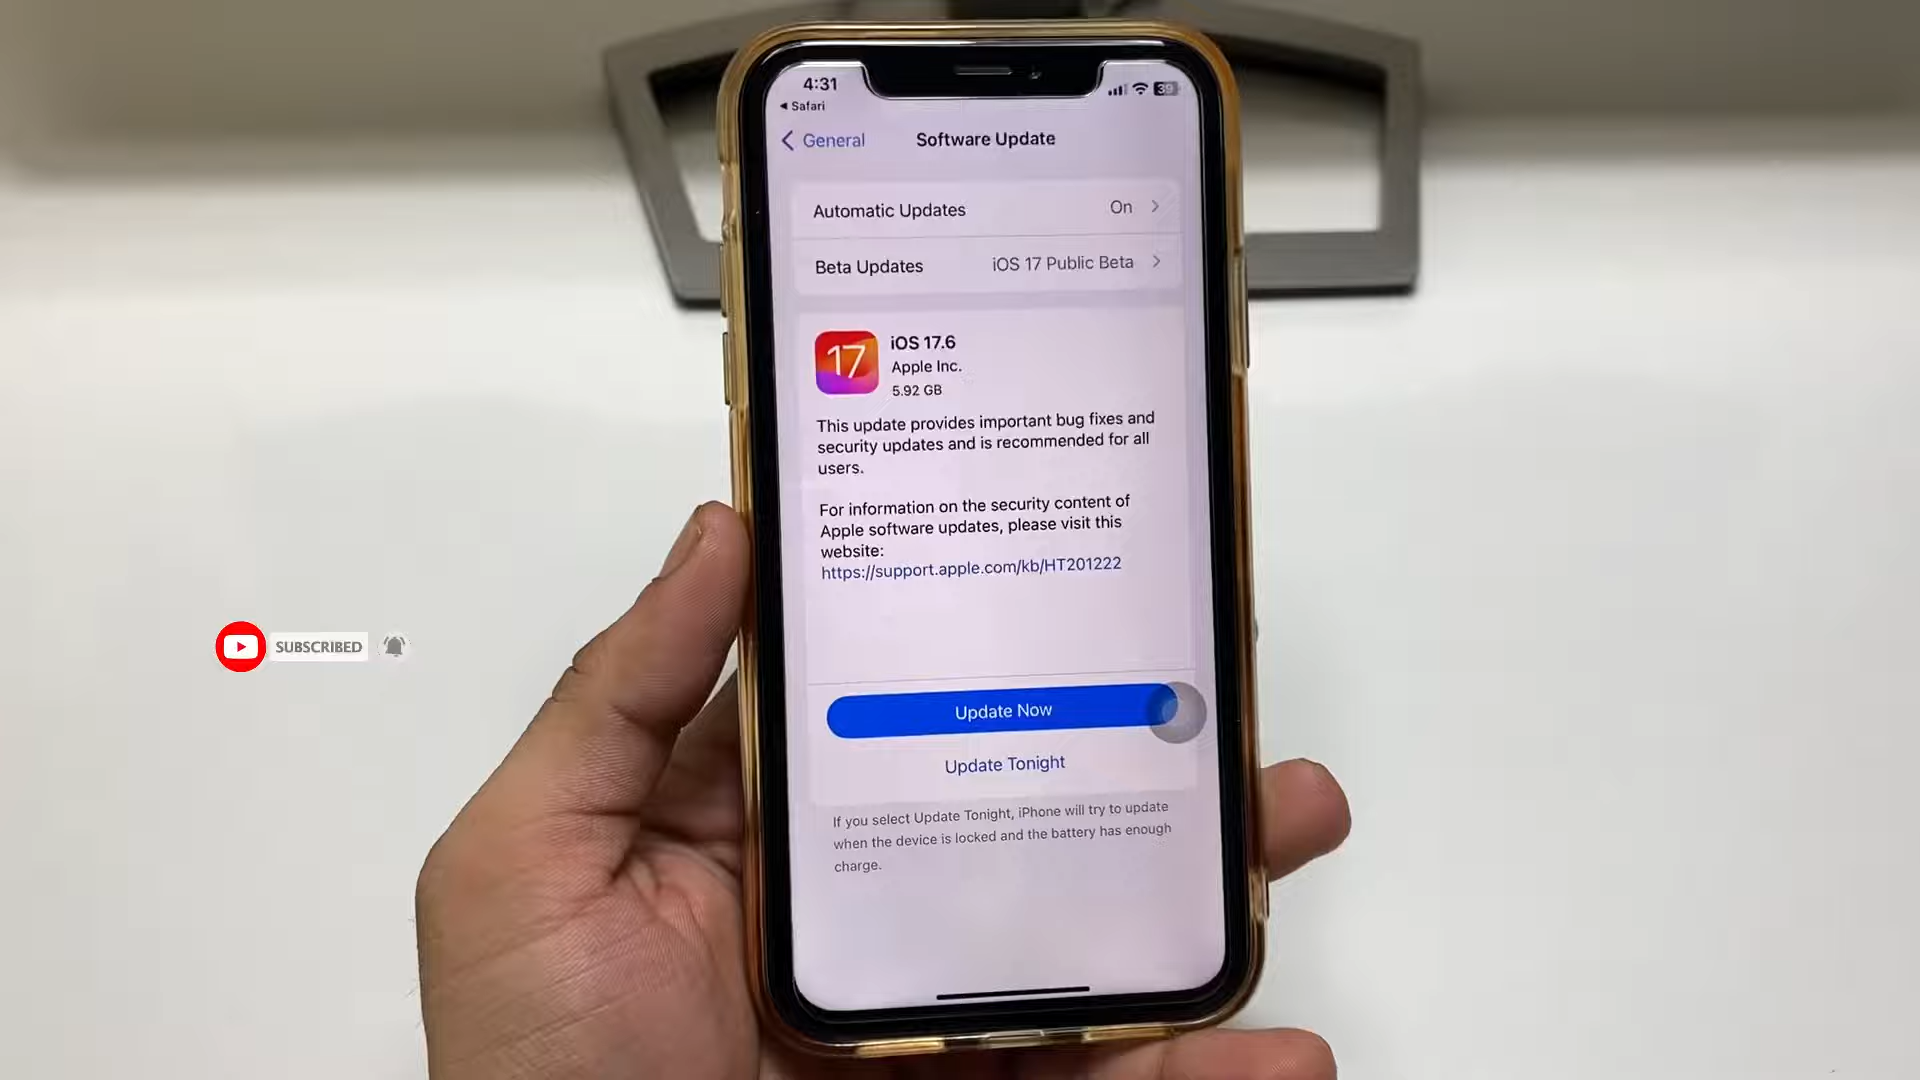 4:31
39
◀ Safari
General
Software Update
Automatic Updates On
Beta Updates iOS 17 Public Beta
17
iOS 17.6
Apple Inc.
5.92 GB
This update provides important bug fixes and
security updates and is recommended for all
users.
For information on the security content of
Apple software updates, please visit this
website:
https://support.apple.com/kb/HT201222
SUBSCRIBED
Update Now
Update Tonight
If you select Update Tonight, iPhone will try to update
when the device is locked and the battery has enough
charge.